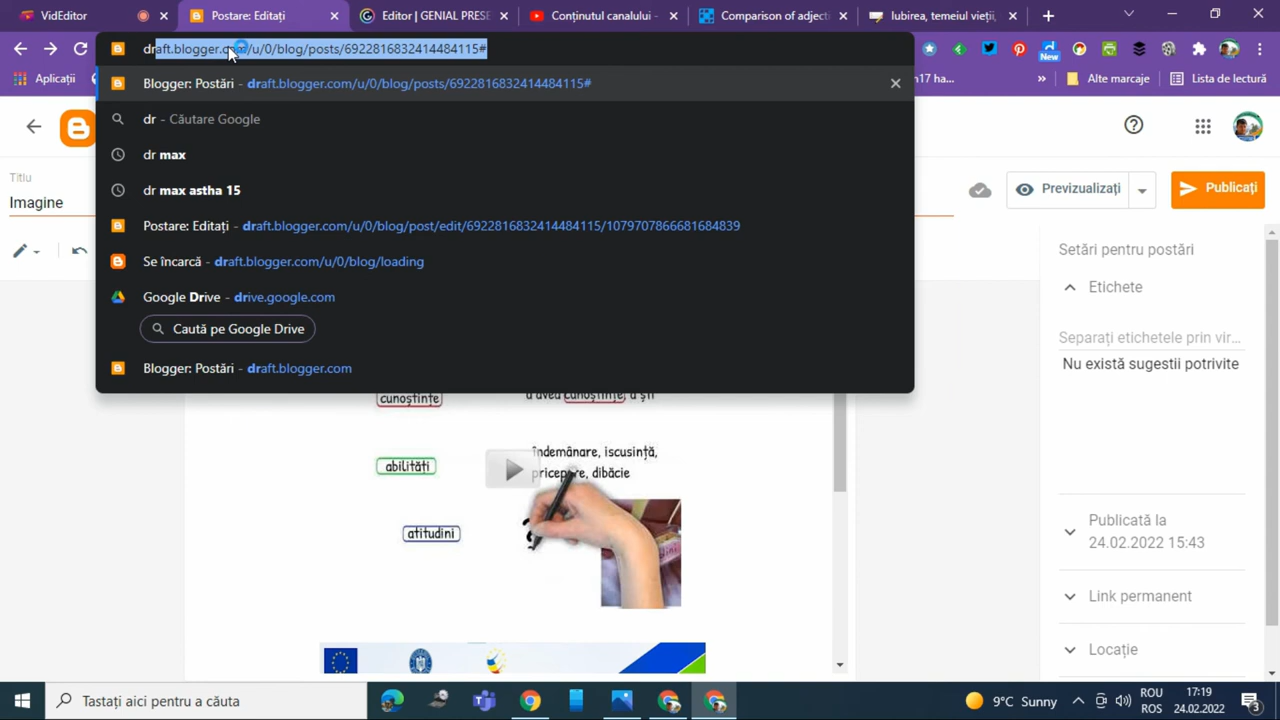 VidEditor
Postare: Editați
Editor | GENIAL PRESE
Conținutul canalului -
Comparison of adjecti
Iubirea, temeiul vieții,
draft.blogger.com/u/0/blog/posts/6922816832414484115#
New
Aplicații
17 ha...
»
Alte marcaje
Lista de lectură
Blogger: Postări - draft.blogger.com/u/0/blog/posts/6922816832414484115#
dr - Căutare Google
dr max
dr max astha 15
Postare: Editați - draft.blogger.com/u/0/blog/post/edit/6922816832414484115/1079707866681684839
Se încarcă - draft.blogger.com/u/0/blog/loading
Google Drive - drive.google.com
Caută pe Google Drive
Blogger: Postări - draft.blogger.com
Titlu
Imagine
Previzualizați
Publicați
Setări pentru postări
Etichete
Separați etichetele prin vir...
Nu există sugestii potrivite
cunoștințe
a avea cunoștințe, a ști
abilități
îndemânare, iscusință,
pricepere, dibăcie
atitudini
Publicată la
24.02.2022 15:43
Link permanent
Locație
Tastați aici pentru a căuta
9°C Sunny
ROU
ROS
17:19
24.02.2022
3